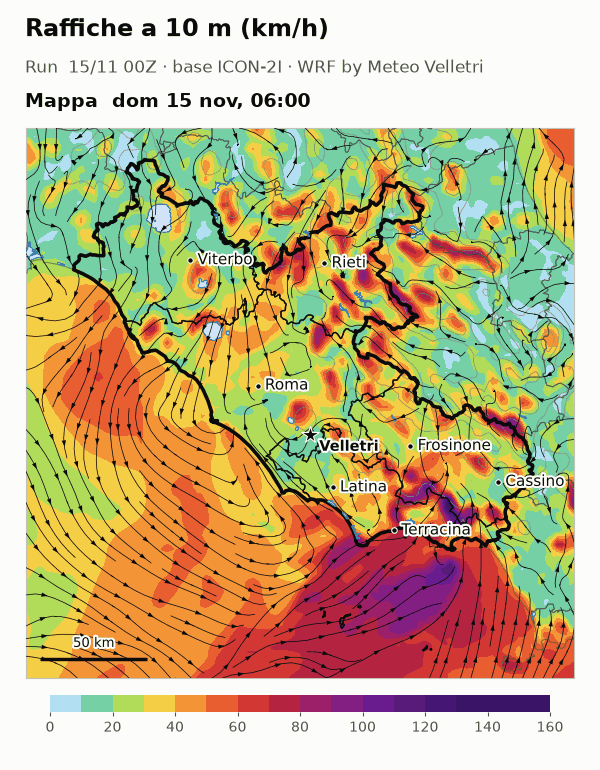 Raffiche a 10 m (km/h)
Run  15/11 00Z · base ICON-2I · WRF by Meteo Velletri
Mappa  dom 15 nov, 06:00
Viterbo
Rieti
Roma
Velletri
Frosinone
Latina
Cassino
Terracina
50 km
0 20 40 60 80 100 120 140 160